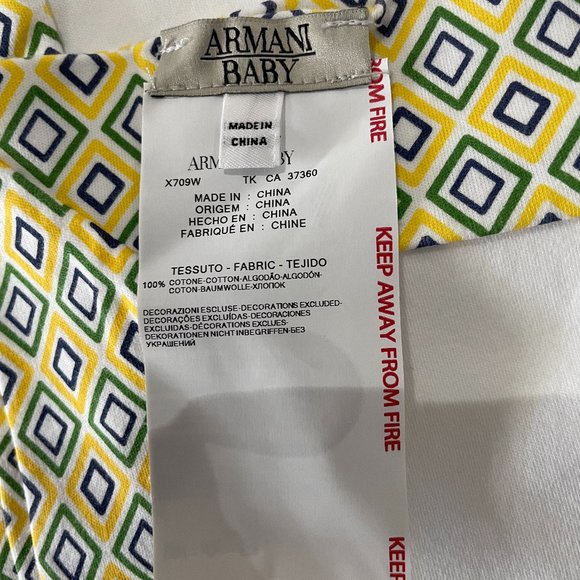 ARMANI
BABY
MADE IN
CHINA
ARM BY
X709W TK CA 37360
MADE IN : CHINA
ORIGEM : CHINA
HECHO EN : CHINA
FABRIQUÉ EN : CHINE
TESSUTO - FABRIC - TEJIDO
100% COTONE-COTTON-ALGODÃO-ALGODÓN-
COTON-BAUMWOLLE-ХЛОПОК
DECORAZIONI ESCLUSE-DECORATIONS EXCLUDED-
DECORAÇÕES EXCLUÍDAS-DECORACIONES
EXCLUIDAS-DÉCORATIONS EXCLUES-
DEKORATIONEN NICHT INBEGRIFFEN-БЕЗ
УКРАШЕНИЙ
OM FIRE
KEEP AWAY FROM FIRE
KEEP